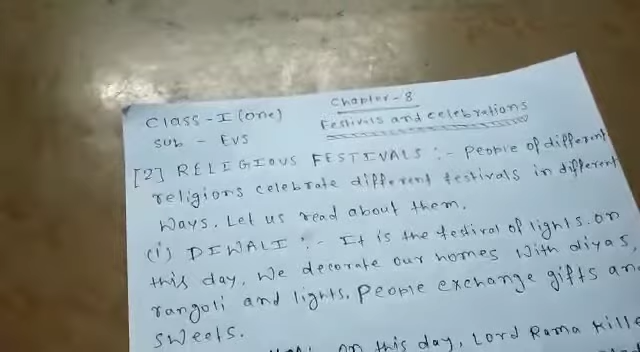 Class - I (one)
Chapter - 8
Sub - EVS
Festivals and celebrations
[2] RELIGIOUS FESTIVALS :- People of different
religions celebrate different festivals in different
ways. Let us read about them.
(i) DIWALI :- It is the festival of lights. on
this day, we decorate our homes with diyas,
rangoli and lights. People exchange gifts an
sweets.
on this day, Lord Rama kille